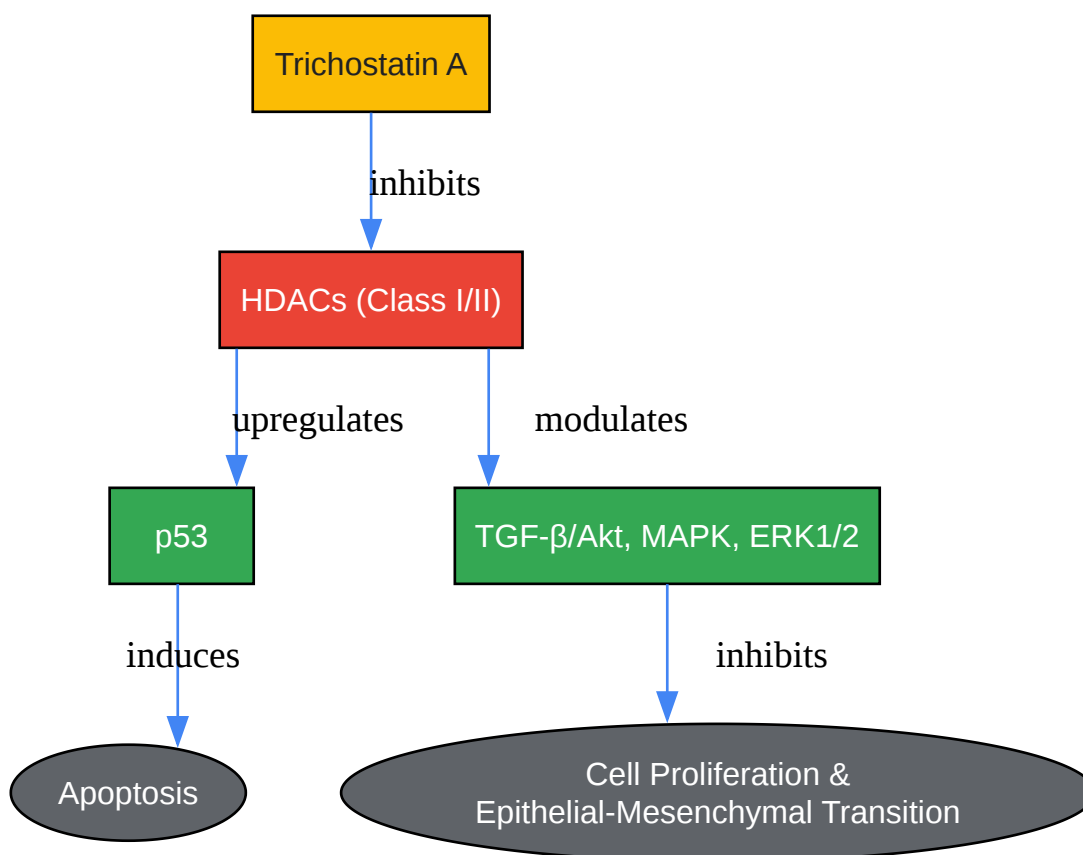 Trichostatin A
inhibits
HDACs (Class I/II)
upregulates
modulates
p53
TGF-β/Akt, MAPK, ERK1/2
induces
inhibits
Apoptosis
Cell Proliferation &
Epithelial-Mesenchymal Transition